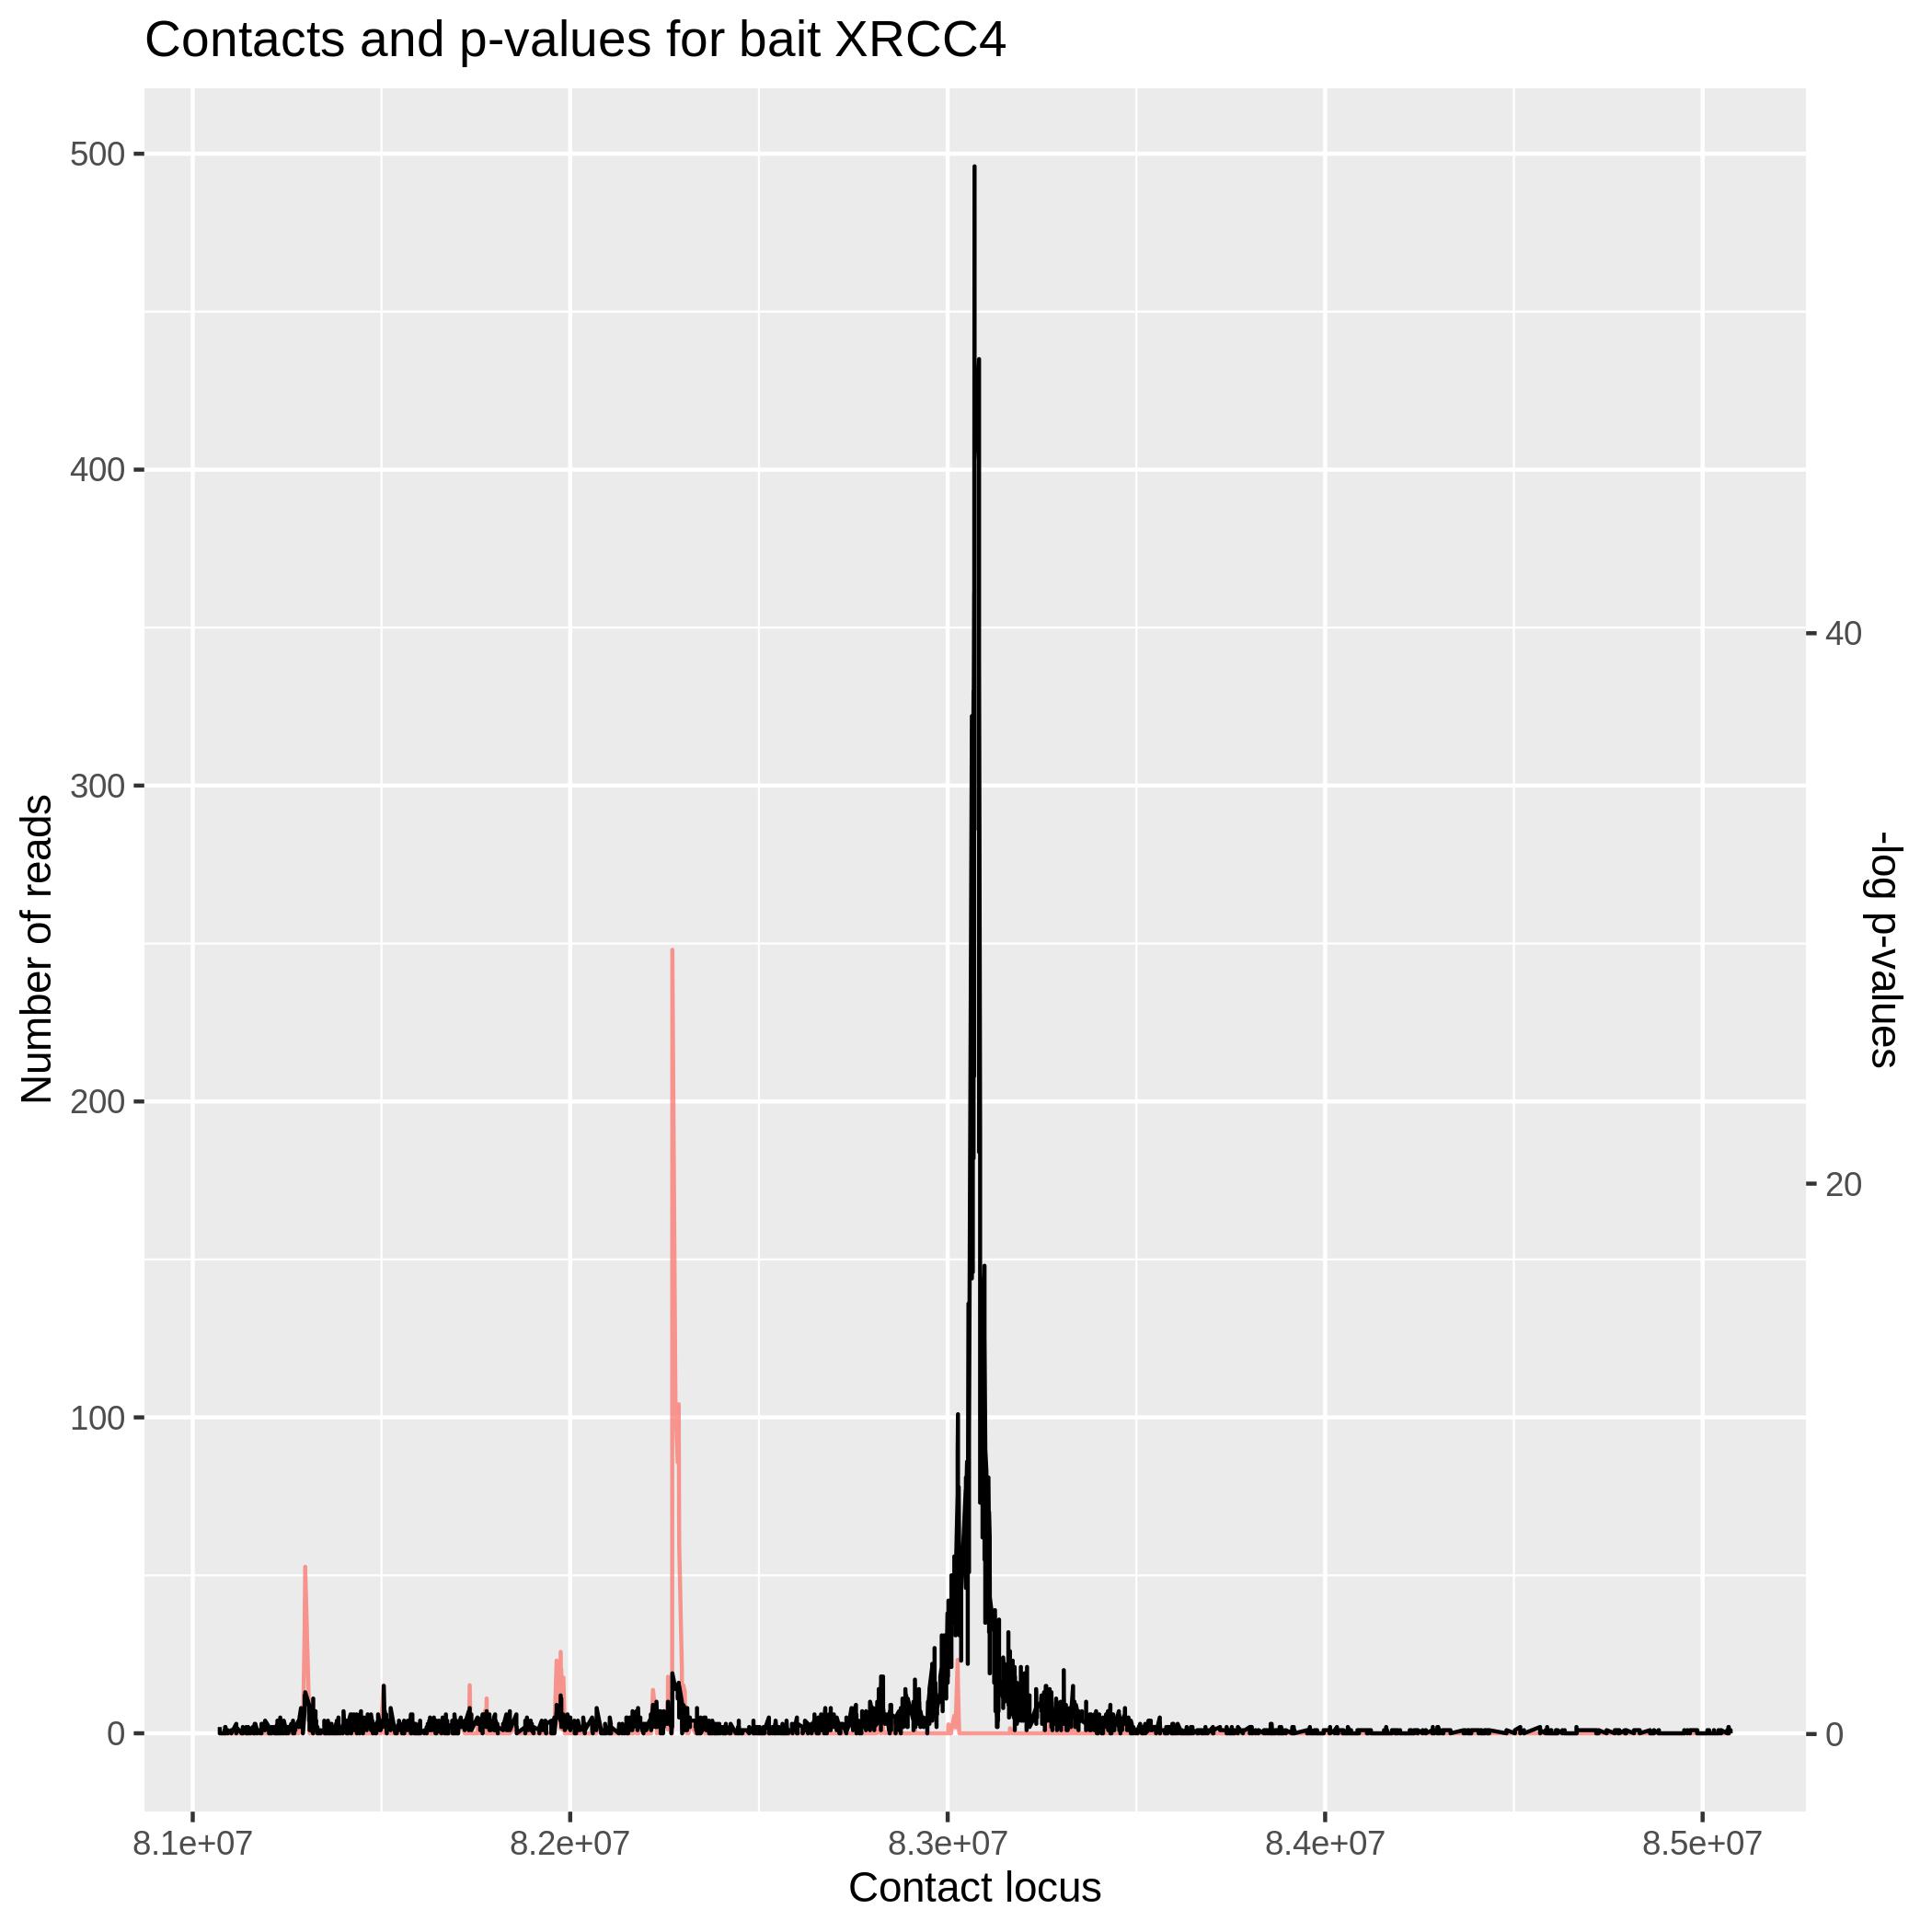 Contacts and p-values for bait XRCC4
500
400
300
200
100
0
Number of reads
40
20
0
-log p-values
8.1e+07
8.2e+07
8.3e+07
8.4e+07
8.5e+07
Contact locus